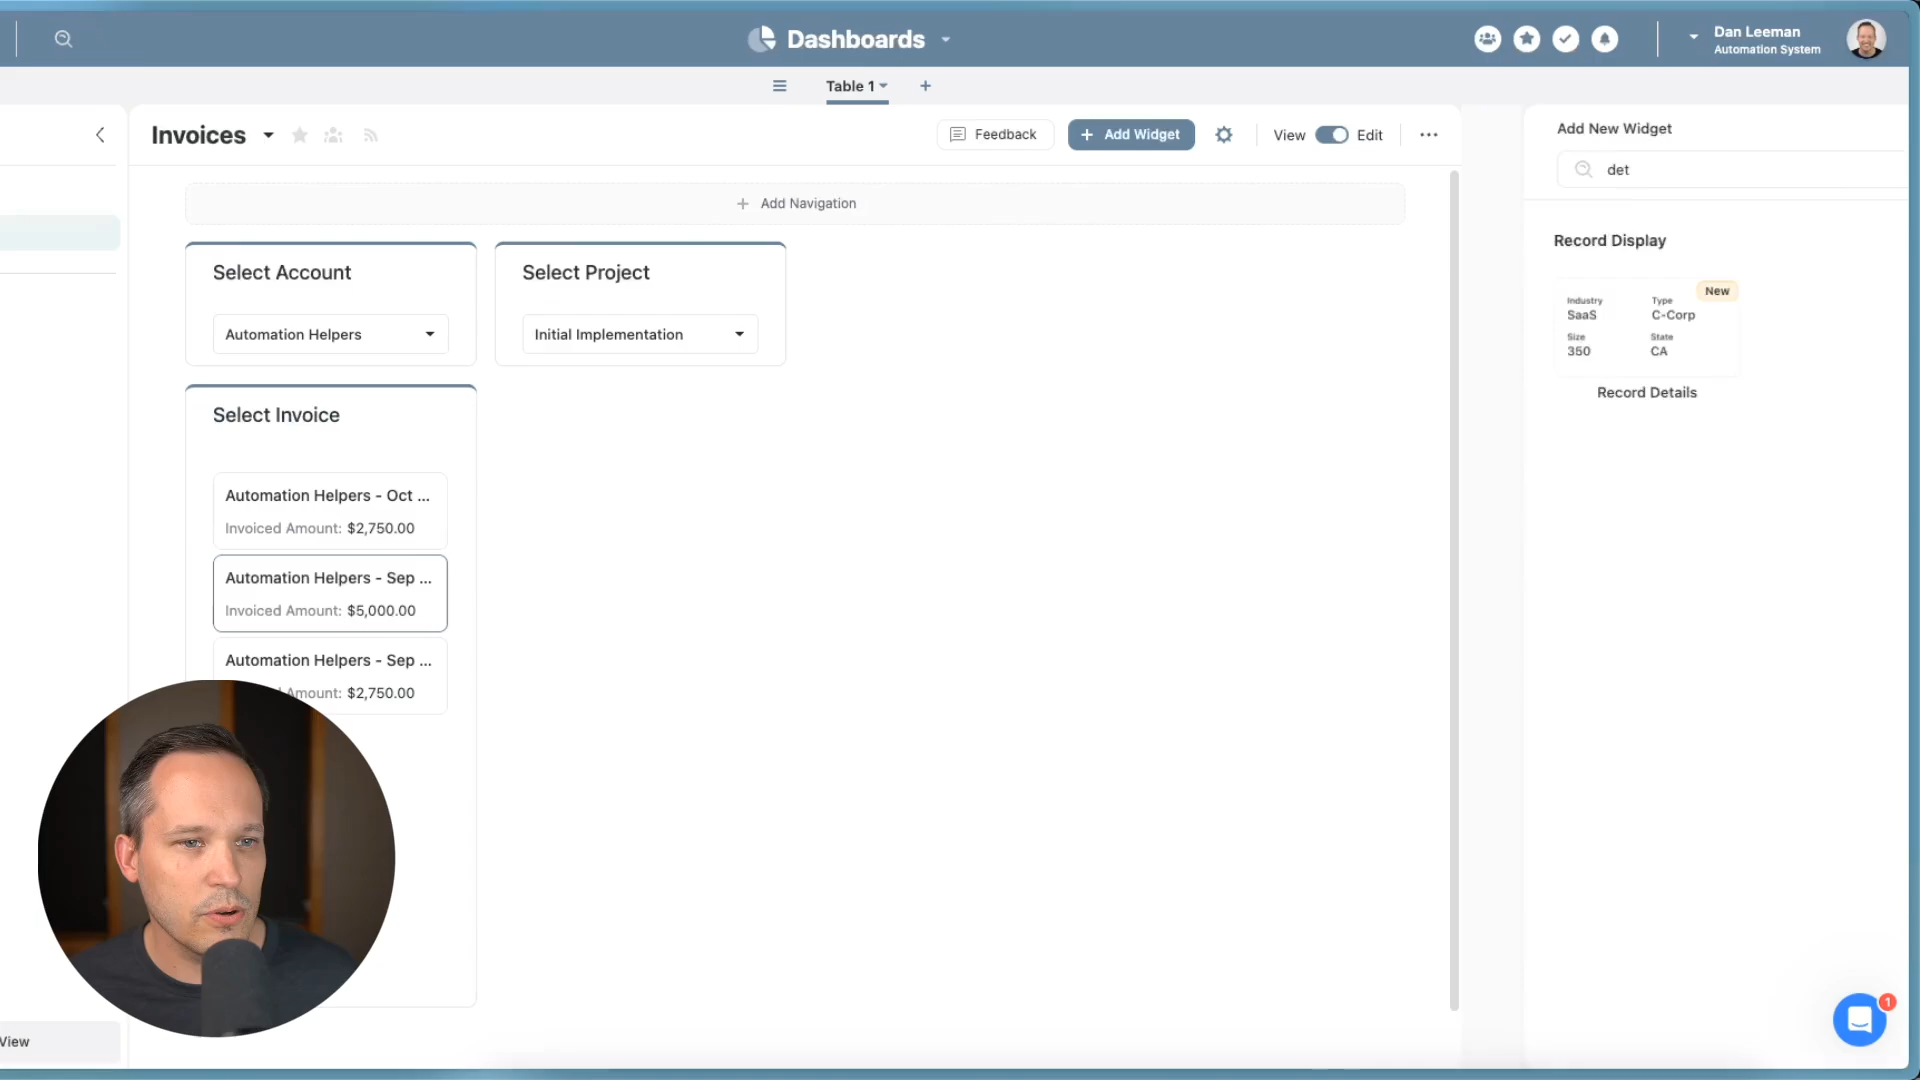 Dashboards
Dan Leeman
Automation System
Table 1
Invoices
Feedback
Add Widget
View
Edit
Add Navigation
Select Account
Automation Helpers
Select Project
Initial Implementation
Select Invoice
Automation Helpers - Oct ...
Invoiced Amount: $2,750.00
Automation Helpers - Sep ...
Invoiced Amount: $5,000.00
Automation Helpers - Sep ...
Amount: $2,750.00
View
Add New Widget
det
Record Display
New
Industry
SaaS
Type
C-Corp
Size
350
State
CA
Record Details
1